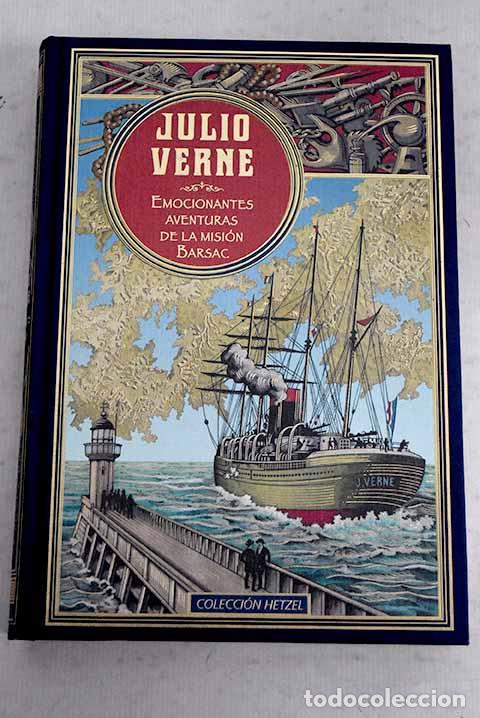 JULIO
VERNE
EMOCIONANTES
AVENTURAS
DE LA MISIÓN
BARSAC
J. VERNE
COLECCIÓN HETZEL
todocoleccion